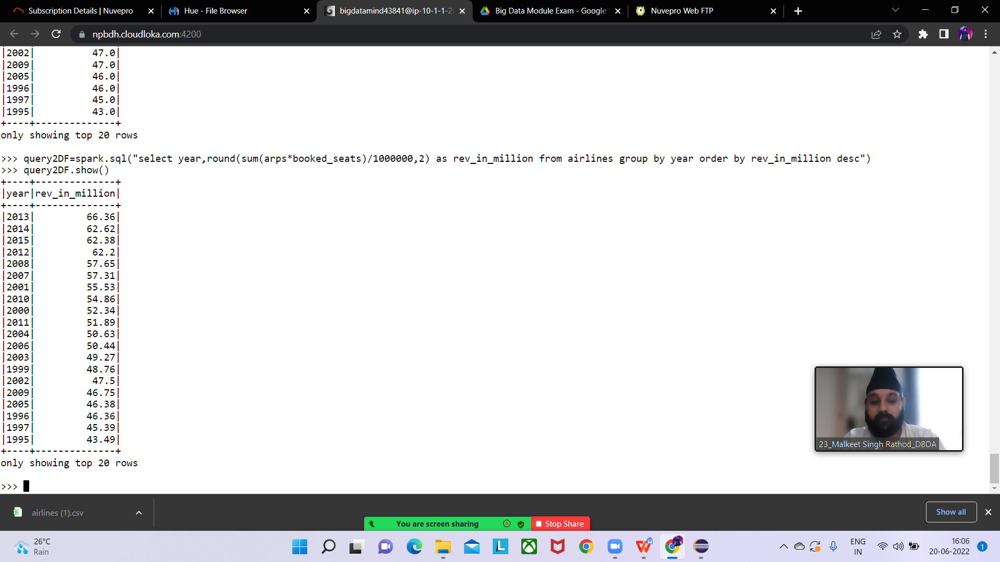 Subscription Details | Nuvepro
Hue - File Browser
bigdatamind43841@ip-10-1-1-20
Big Data Module Exam - Google
Nuvepro Web FTP
npbdh.cloudloka.com:4200
|2002|          47.0|
|2009|          47.0|
|2005|          46.0|
|1996|          46.0|
|1997|          45.0|
|1995|          43.0|
+----+--------------+
only showing top 20 rows
>>> query2DF=spark.sql("select year,round(sum(arps*booked_seats)/1000000,2) as rev_in_million from airlines group by year order by rev_in_million desc")
>>> query2DF.show()
+----+--------------+
|year|rev_in_million|
+----+--------------+
|2013|         66.36|
|2014|         62.62|
|2015|         62.38|
|2012|          62.2|
|2008|         57.65|
|2007|         57.31|
|2001|         55.53|
|2010|         54.86|
|2000|         52.34|
|2011|         51.89|
|2004|         50.63|
|2006|         50.44|
|2003|         49.27|
|1999|         48.76|
|2002|          47.5|
|2009|         46.75|
|2005|         46.38|
|1996|         46.36|
|1997|         45.39|
|1995|         43.49|
+----+--------------+
only showing top 20 rows
>>>
23_Malkeet Singh Rathod_DBDA
airlines (1).csv
Show all
You are screen sharing
Stop Share
26°C
Rain
ENG
IN
16:06
20-06-2022
1